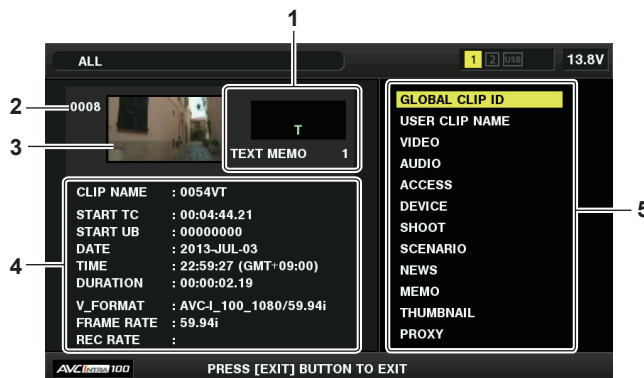 1
ALL
1 2 USB
13.8V
2
0008
3
T
TEXT MEMO 1
4
CLIP NAME : 0054VT
START TC : 00:04:44.21
START UB : 00000000
DATE : 2013-JUL-03
TIME : 22:59:27 (GMT+09:00)
DURATION : 00:00:02.19
V_FORMAT : AVC-I_100_1080/59.94i
FRAME RATE : 59.94i
REC RATE :
GLOBAL CLIP ID
USER CLIP NAME
VIDEO
AUDIO
ACCESS
DEVICE
SHOOT
SCENARIO
NEWS
MEMO
THUMBNAIL
PROXY
5
AVC INTRA 100
PRESS [EXIT] BUTTON TO EXIT